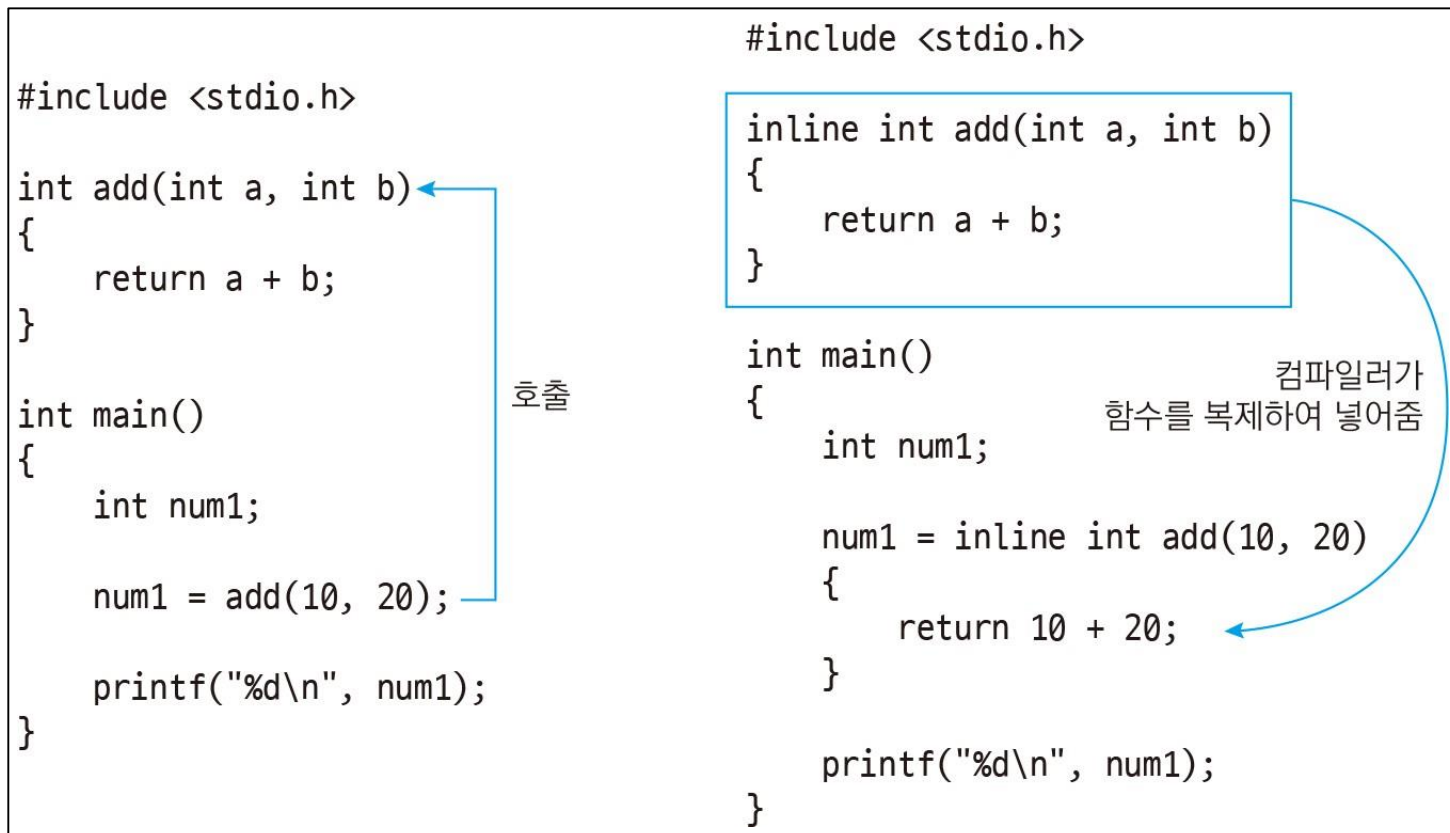 #include <stdio.h>
int add(int a, int b)
{
    return a + b;
}
int main()
{
    int num1;
    num1 = add(10, 20);
    printf("%d\n", num1);
}
호출
#include <stdio.h>
inline int add(int a, int b)
{
    return a + b;
}
int main()
{
    int num1;
    num1 = inline int add(10, 20)
    {
        return 10 + 20;
    }
    printf("%d\n", num1);
}
컴파일러가
함수를 복제하여 넣어줌